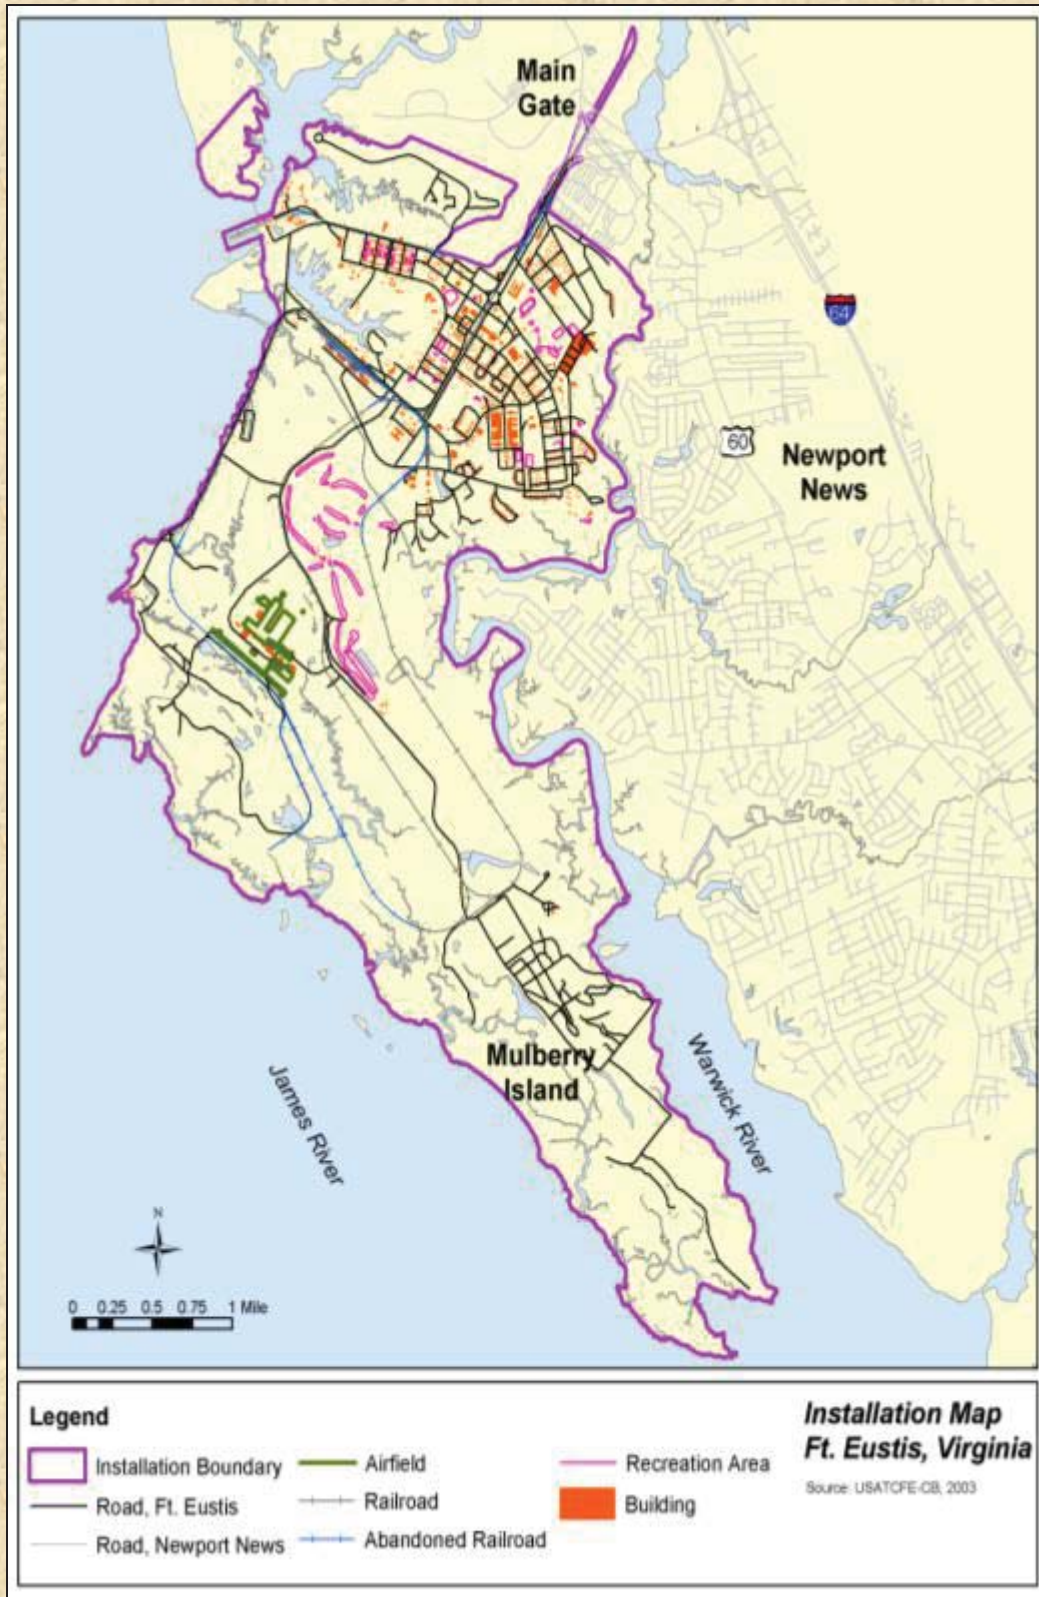 Main
Gate
64
60
Newport
News
Mulberry
Island
James River
Warwick River
N
0 0.25 0.5 0.75 1 Mile
Legend
Installation Boundary
Road, Ft. Eustis
Road, Newport News
Airfield
Railroad
Abandoned Railroad
Recreation Area
Building
Installation Map
Ft. Eustis, Virginia
Source: USATCFE-CB, 2003